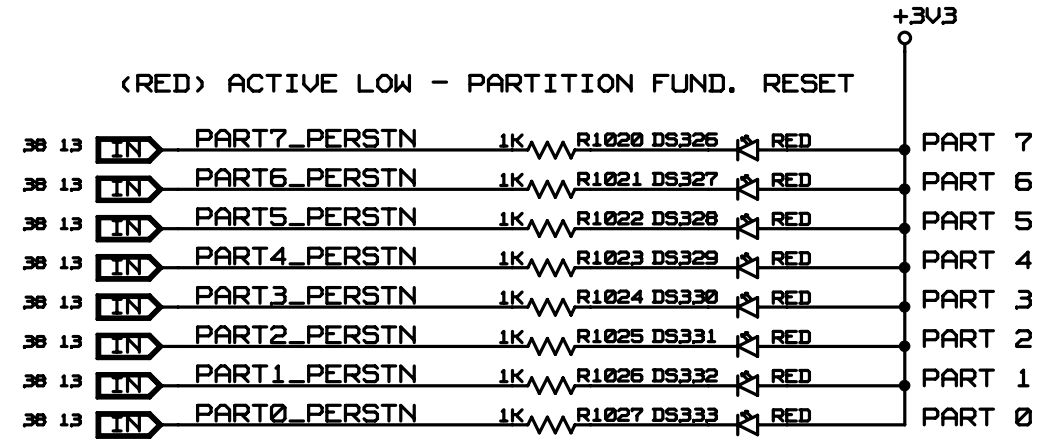 +3V3
(RED) ACTIVE LOW - PARTITION FUND. RESET
38 13 IN PART7_PERSTN 1K R1020 DS326 RED PART 7
38 13 IN PART6_PERSTN 1K R1021 DS327 RED PART 6
38 13 IN PART5_PERSTN 1K R1022 DS328 RED PART 5
38 13 IN PART4_PERSTN 1K R1023 DS329 RED PART 4
38 13 IN PART3_PERSTN 1K R1024 DS330 RED PART 3
38 13 IN PART2_PERSTN 1K R1025 DS331 RED PART 2
38 13 IN PART1_PERSTN 1K R1026 DS332 RED PART 1
38 13 IN PART0_PERSTN 1K R1027 DS333 RED PART 0